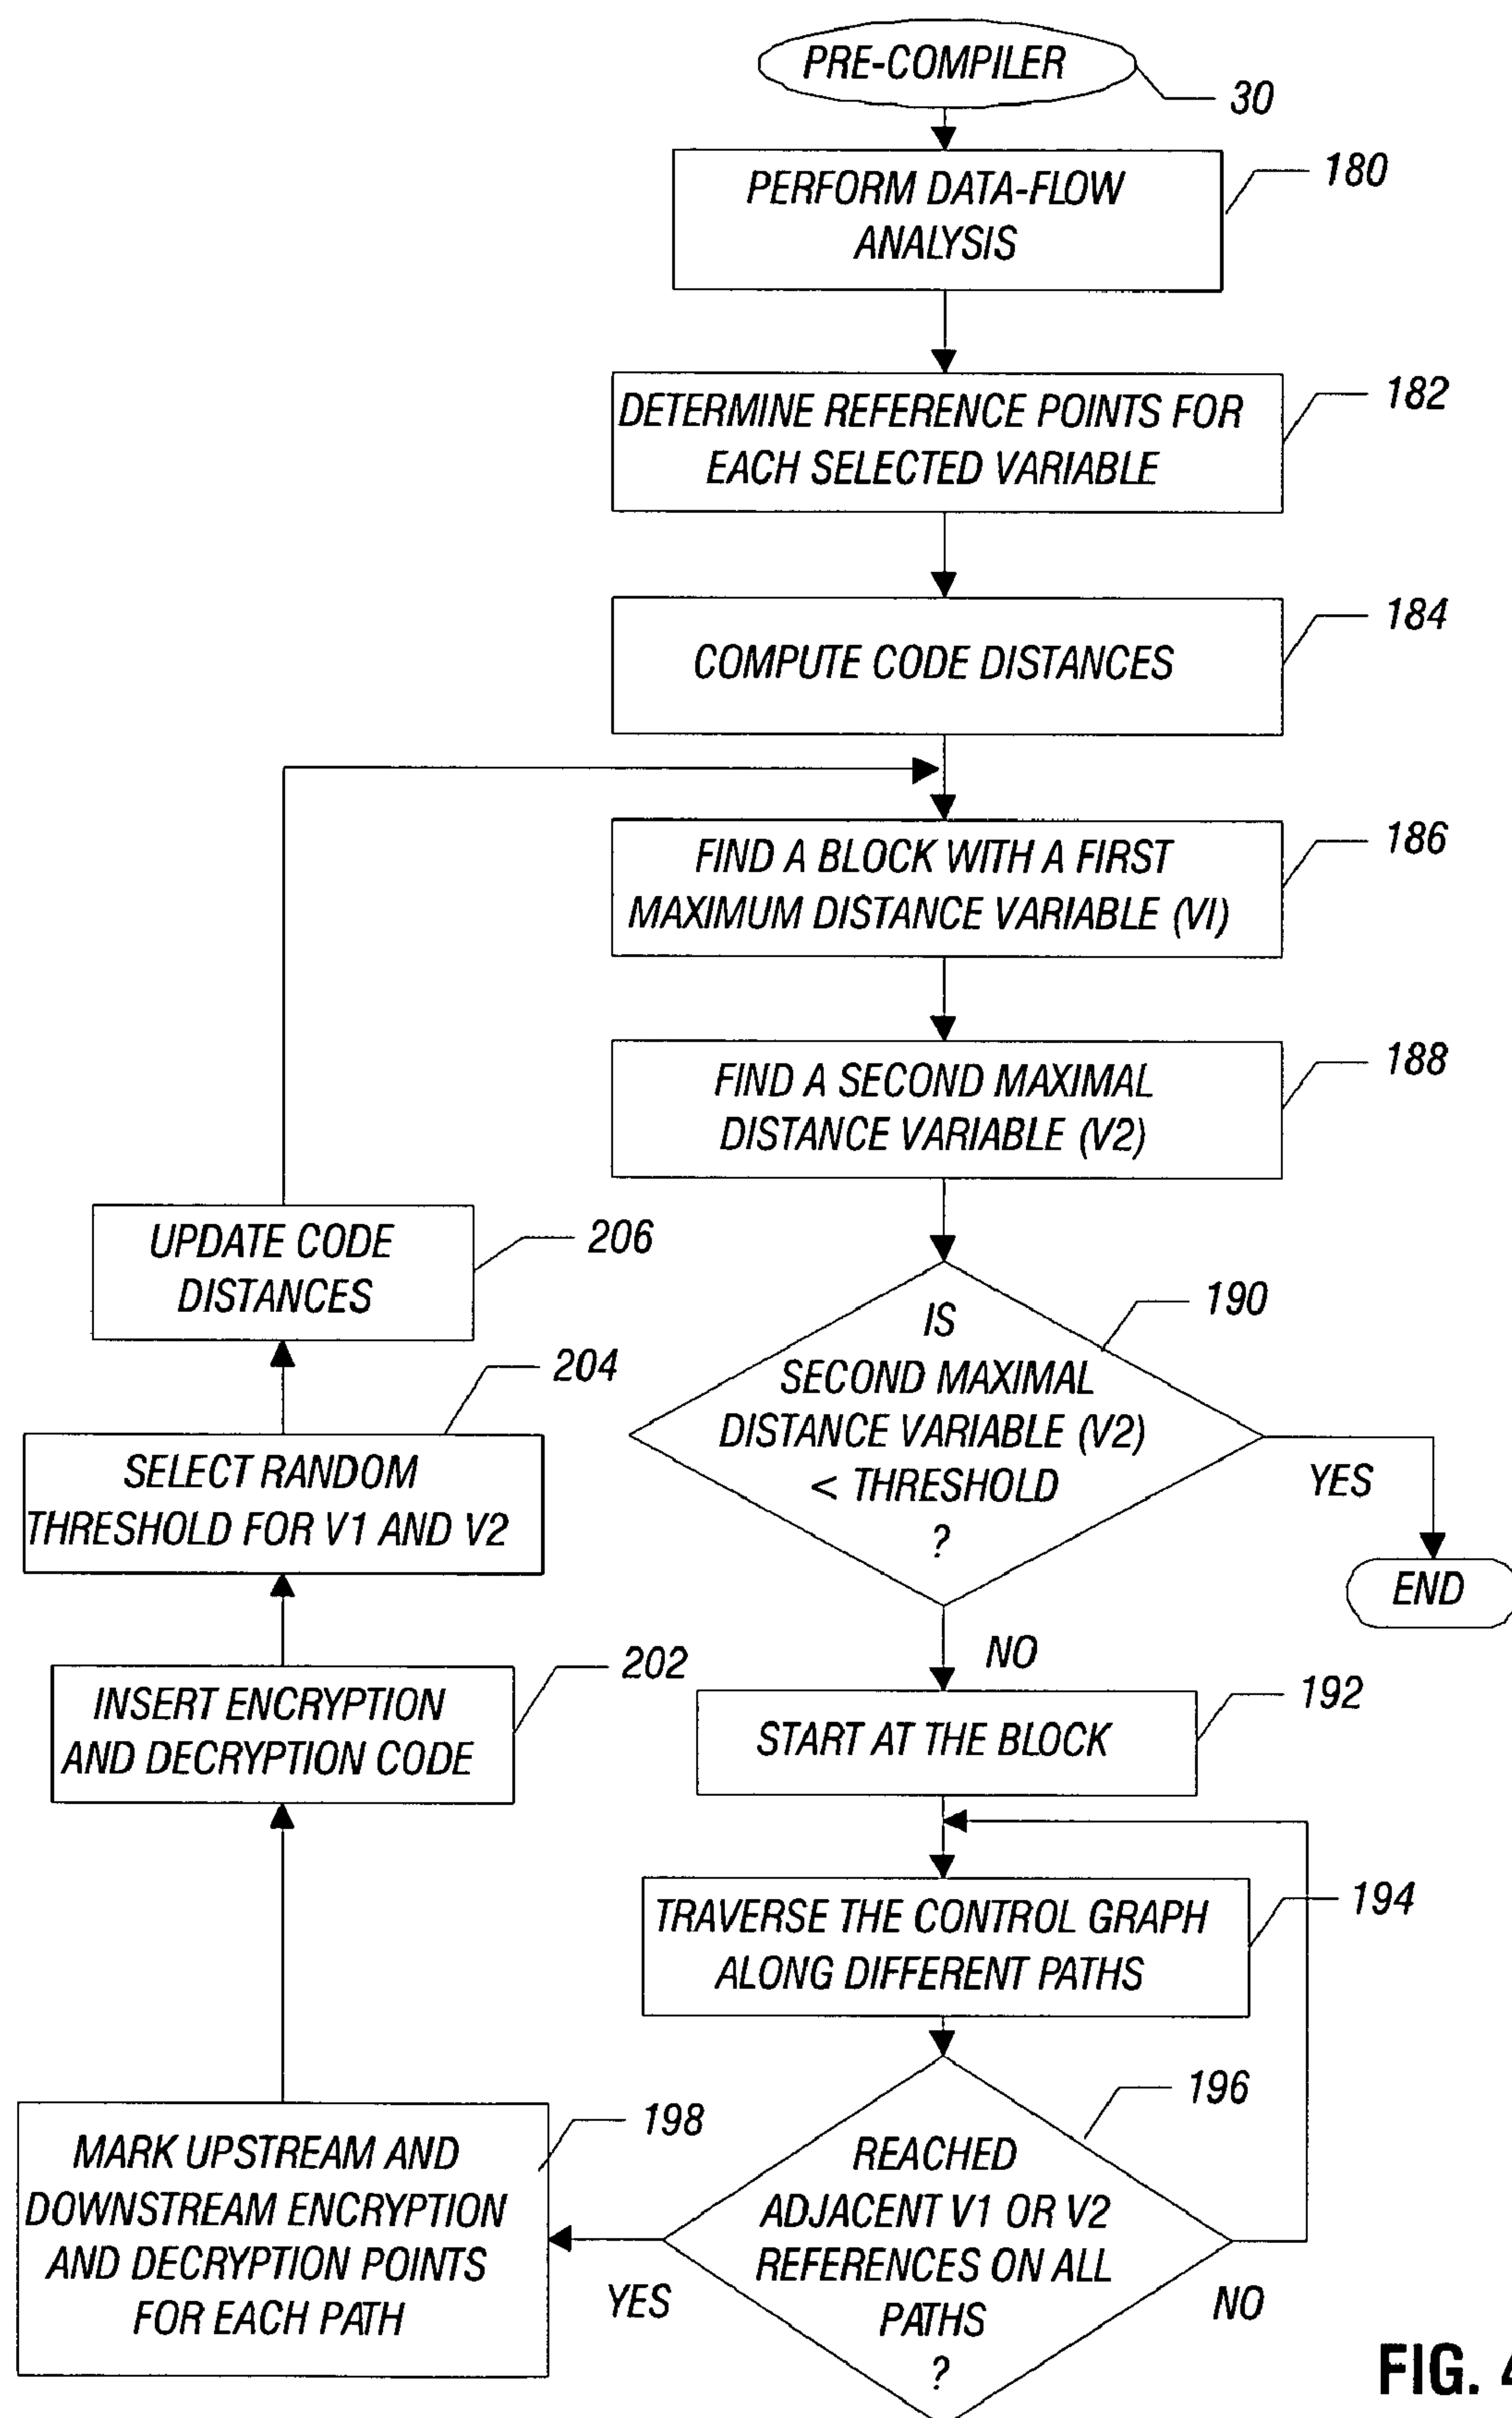 PRE-COMPILER
30
PERFORM DATA-FLOW
ANALYSIS
180
DETERMINE REFERENCE POINTS FOR
EACH SELECTED VARIABLE
182
COMPUTE CODE DISTANCES
184
FIND A BLOCK WITH A FIRST
MAXIMUM DISTANCE VARIABLE (VI)
186
FIND A SECOND MAXIMAL
DISTANCE VARIABLE (V2)
188
IS
SECOND MAXIMAL
DISTANCE VARIABLE (V2)
< THRESHOLD
?
190
YES
END
NO
START AT THE BLOCK
192
TRAVERSE THE CONTROL GRAPH
ALONG DIFFERENT PATHS
194
REACHED
ADJACENT V1 OR V2
REFERENCES ON ALL
PATHS
?
196
NO
YES
MARK UPSTREAM AND
DOWNSTREAM ENCRYPTION
AND DECRYPTION POINTS
FOR EACH PATH
198
INSERT ENCRYPTION
AND DECRYPTION CODE
202
SELECT RANDOM
THRESHOLD FOR V1 AND V2
204
UPDATE CODE
DISTANCES
206
FIG. 4